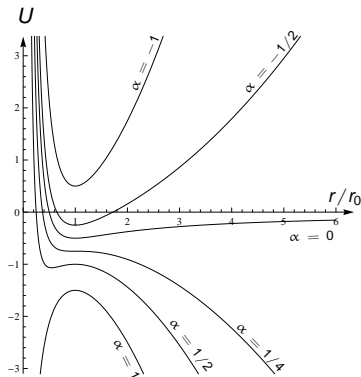 U
3
2
1
0
-1
-2
-3
1
2
3
4
5
6
r/r₀
α = −1
α = −1/2
α = 0
α = 1/4
α = 1/2
α = 1